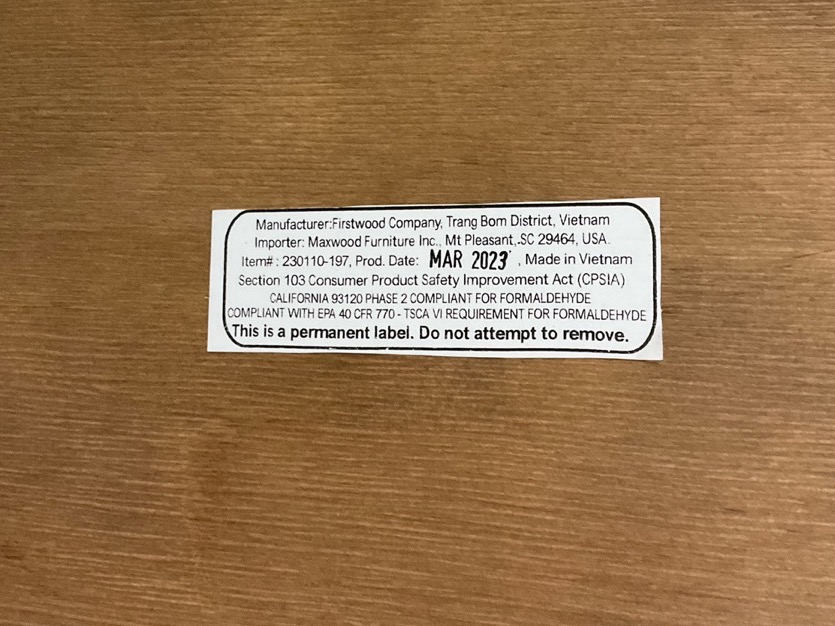 Manufacturer:Firstwood Company, Trang Bom District, Vietnam
Importer: Maxwood Furniture Inc., Mt Pleasant, SC 29464, USA.
Item# : 230110-197, Prod. Date: MAR 2023 , Made in Vietnam
Section 103 Consumer Product Safety Improvement Act (CPSIA)
CALIFORNIA 93120 PHASE 2 COMPLIANT FOR FORMALDEHYDE
COMPLIANT WITH EPA 40 CFR 770 - TSCA VI REQUIREMENT FOR FORMALDEHYDE
This is a permanent label. Do not attempt to remove.